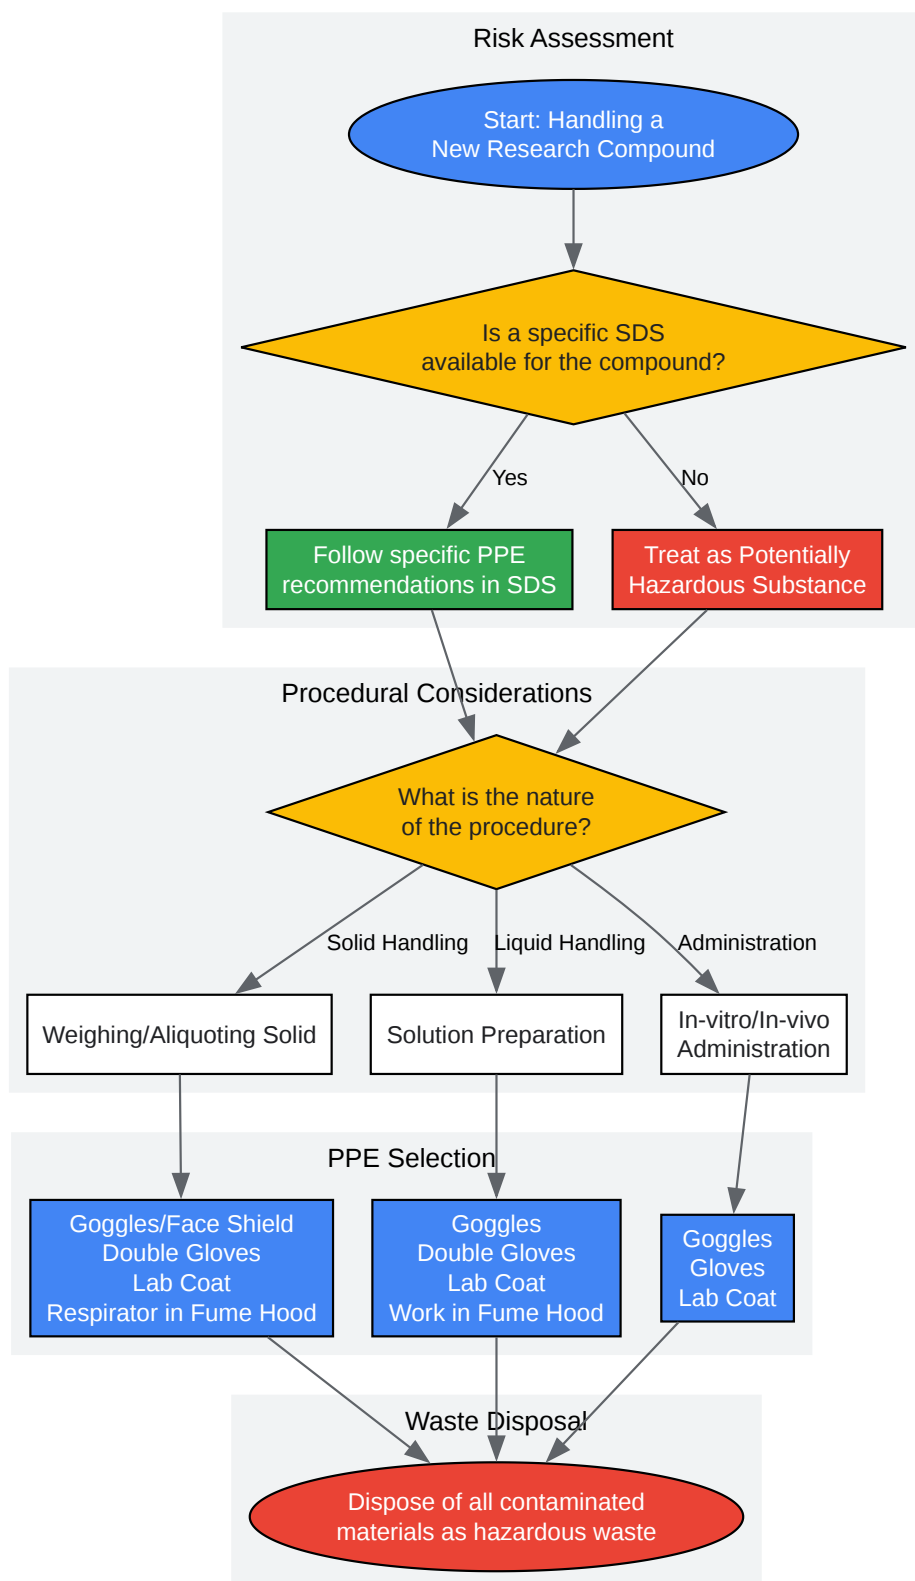 Risk Assessment
Start: Handling a
New Research Compound
Is a specific SDS
available for the compound?
Yes
No
Follow specific PPE
recommendations in SDS
Treat as Potentially
Hazardous Substance
Procedural Considerations
What is the nature
of the procedure?
Solid Handling
Liquid Handling
Administration
Weighing/Aliquoting Solid
Solution Preparation
In-vitro/In-vivo
Administration
PPE Selection
Goggles/Face Shield
Double Gloves
Lab Coat
Respirator in Fume Hood
Goggles
Double Gloves
Lab Coat
Work in Fume Hood
Goggles
Gloves
Lab Coat
Waste Disposal
Dispose of all contaminated
materials as hazardous waste